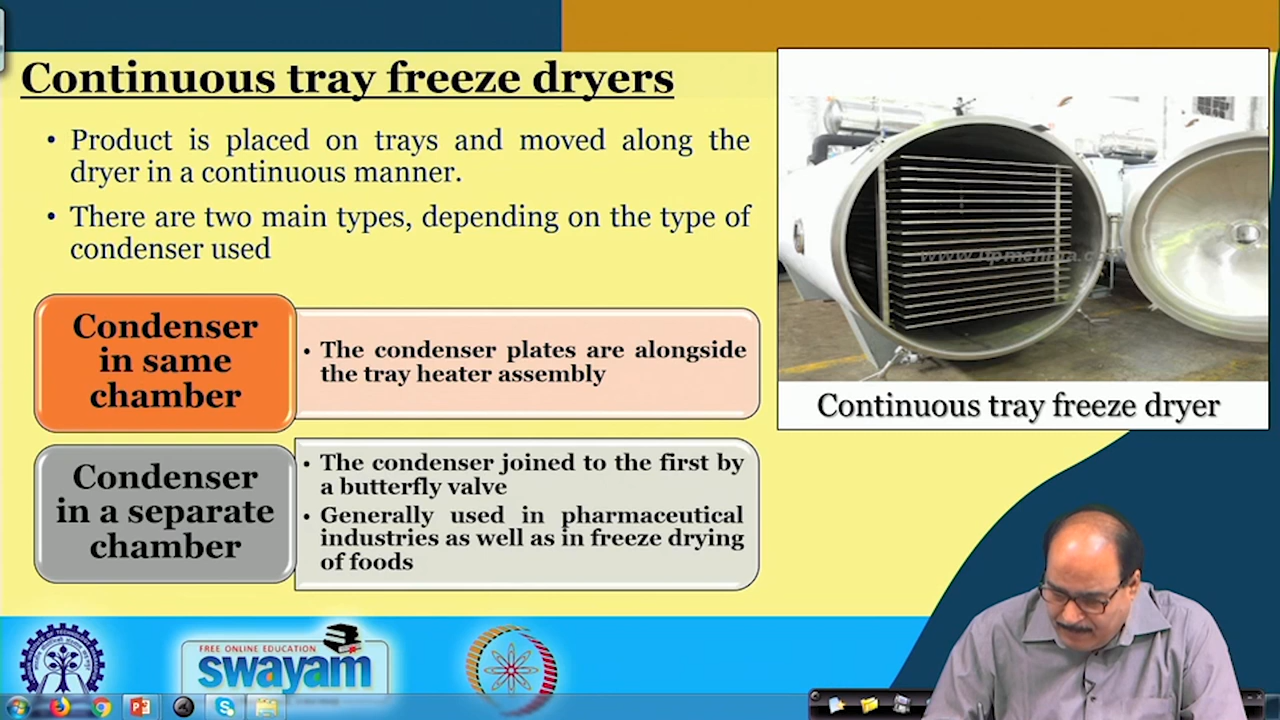 Continuous tray freeze dryers
• Product is placed on trays and moved along the
dryer in a continuous manner.
• There are two main types, depending on the type of
condenser used
Condenser
in same
chamber
• The condenser plates are alongside
the tray heater assembly
Condenser
in a separate
chamber
• The condenser joined to the first by
a butterfly valve
• Generally used in pharmaceutical
industries as well as in freeze drying
of foods
Continuous tray freeze dryer
FREE ONLINE EDUCATION
swayam